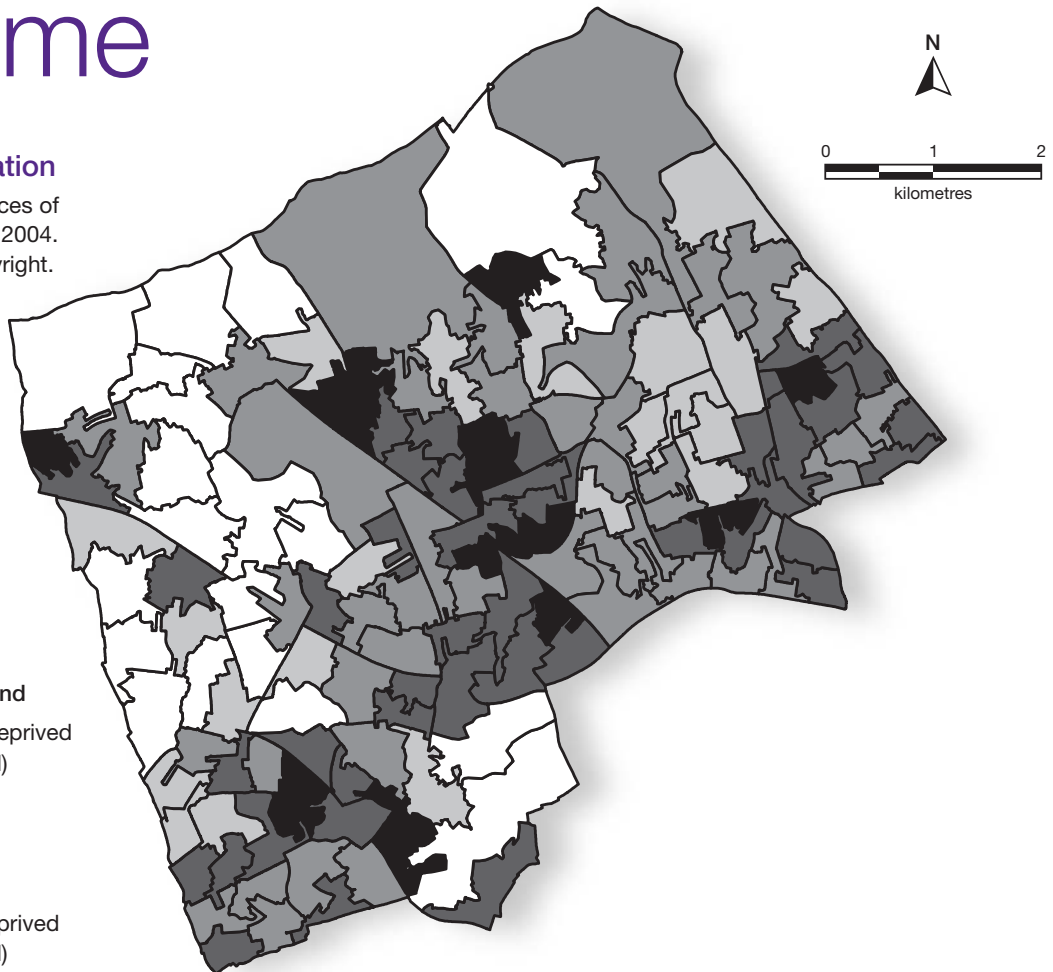 me
ation
ces of
2004.
right.
N
0 1 2
kilometres
nd
eprived
l)
prived
l)